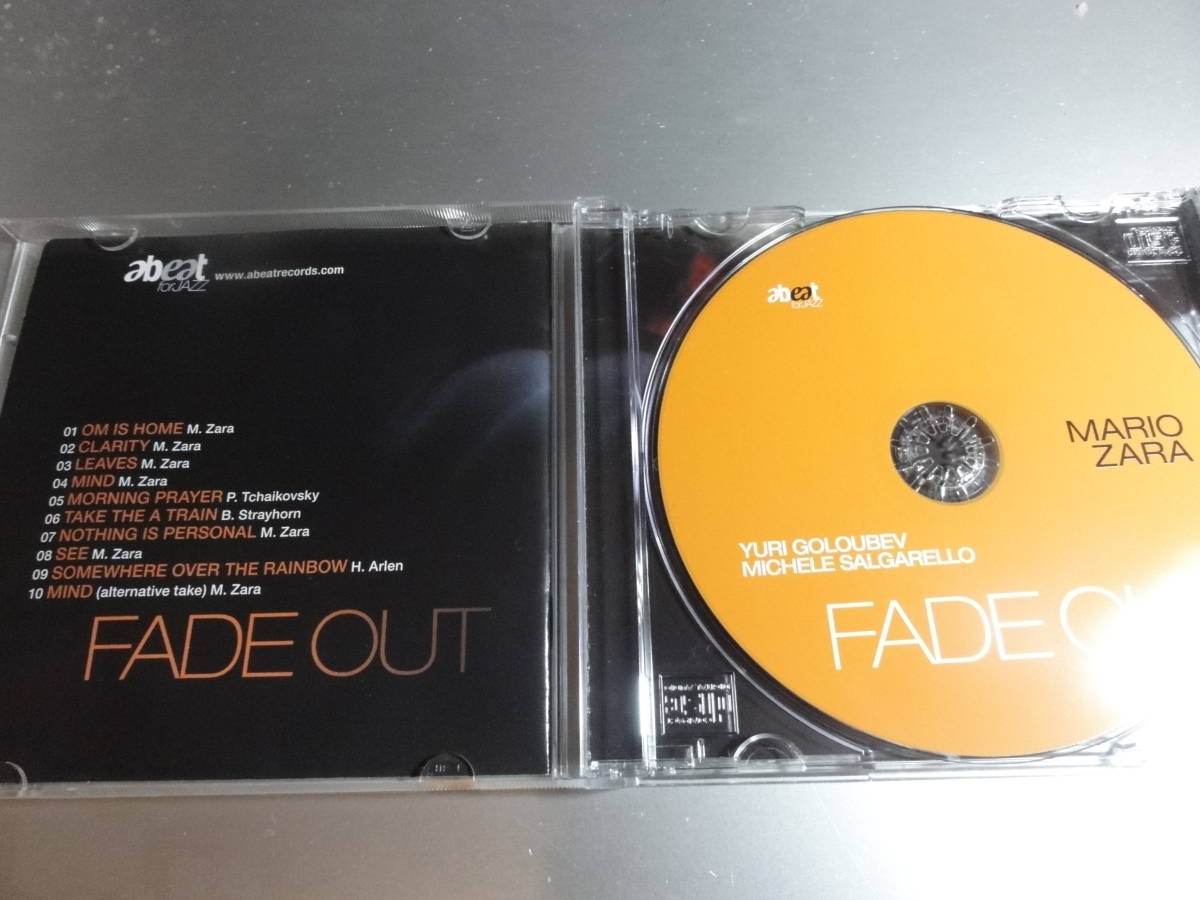 abeat
forJAZZ
www.abeatrecords.com
01 OM IS HOME M. Zara
02 CLARITY M. Zara
03 LEAVES M. Zara
04 MIND M. Zara
05 MORNING PRAYER P. Tchaikovsky
06 TAKE THE A TRAIN B. Strayhorn
07 NOTHING IS PERSONAL M. Zara
08 SEE M. Zara
09 SOMEWHERE OVER THE RAINBOW H. Arlen
10 MIND (alternative take) M. Zara
FADE OUT
abeat
forJAZZ
MARIO
ZARA
YURI GOLOUBEV
MICHELE SALGARELLO
FADE